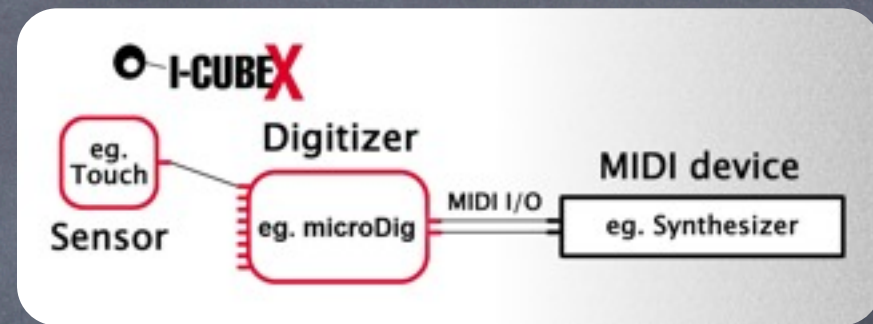 I-CUBEX
eg.
Touch
Sensor
Digitizer
eg. microDig
MIDI I/O
MIDI device
eg. Synthesizer